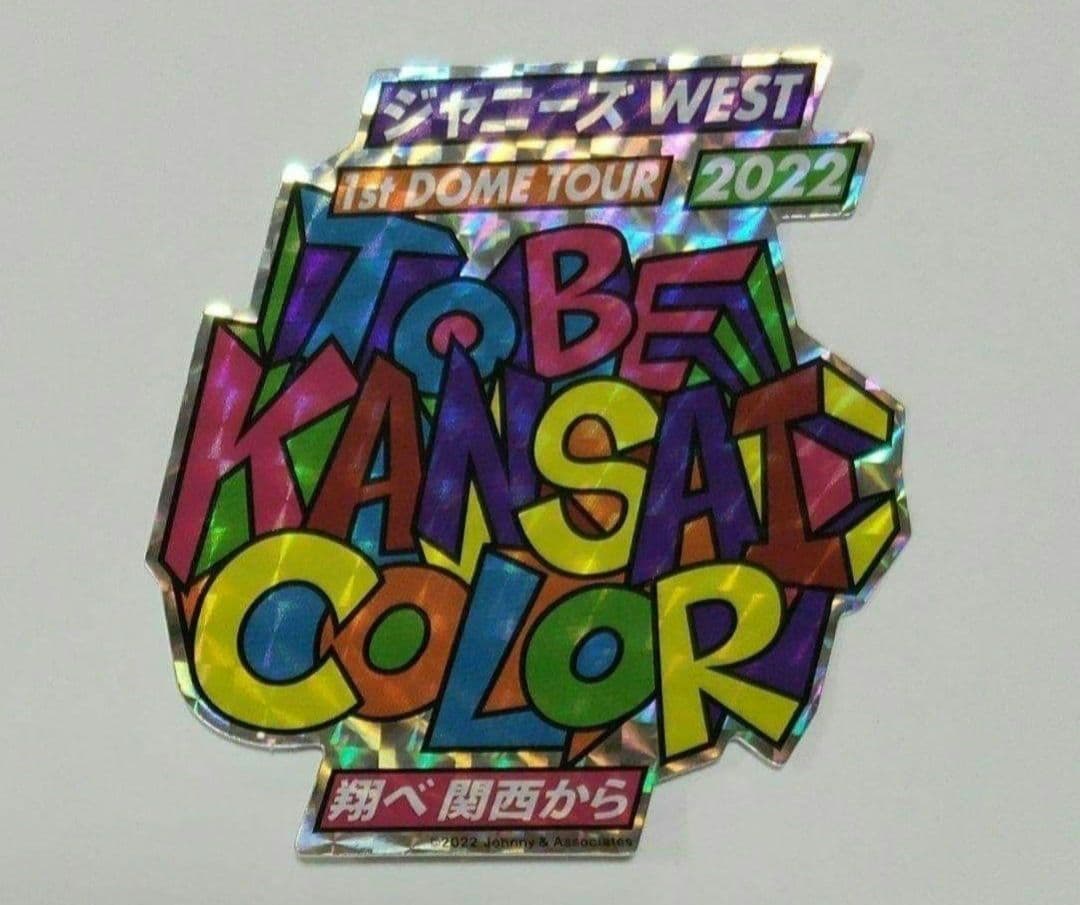 ジャニーズ WEST
1st DOME TOUR 2022
TO BE
KANSAI
COLOR
翔べ 関西から
©2022 Johnny & Associates